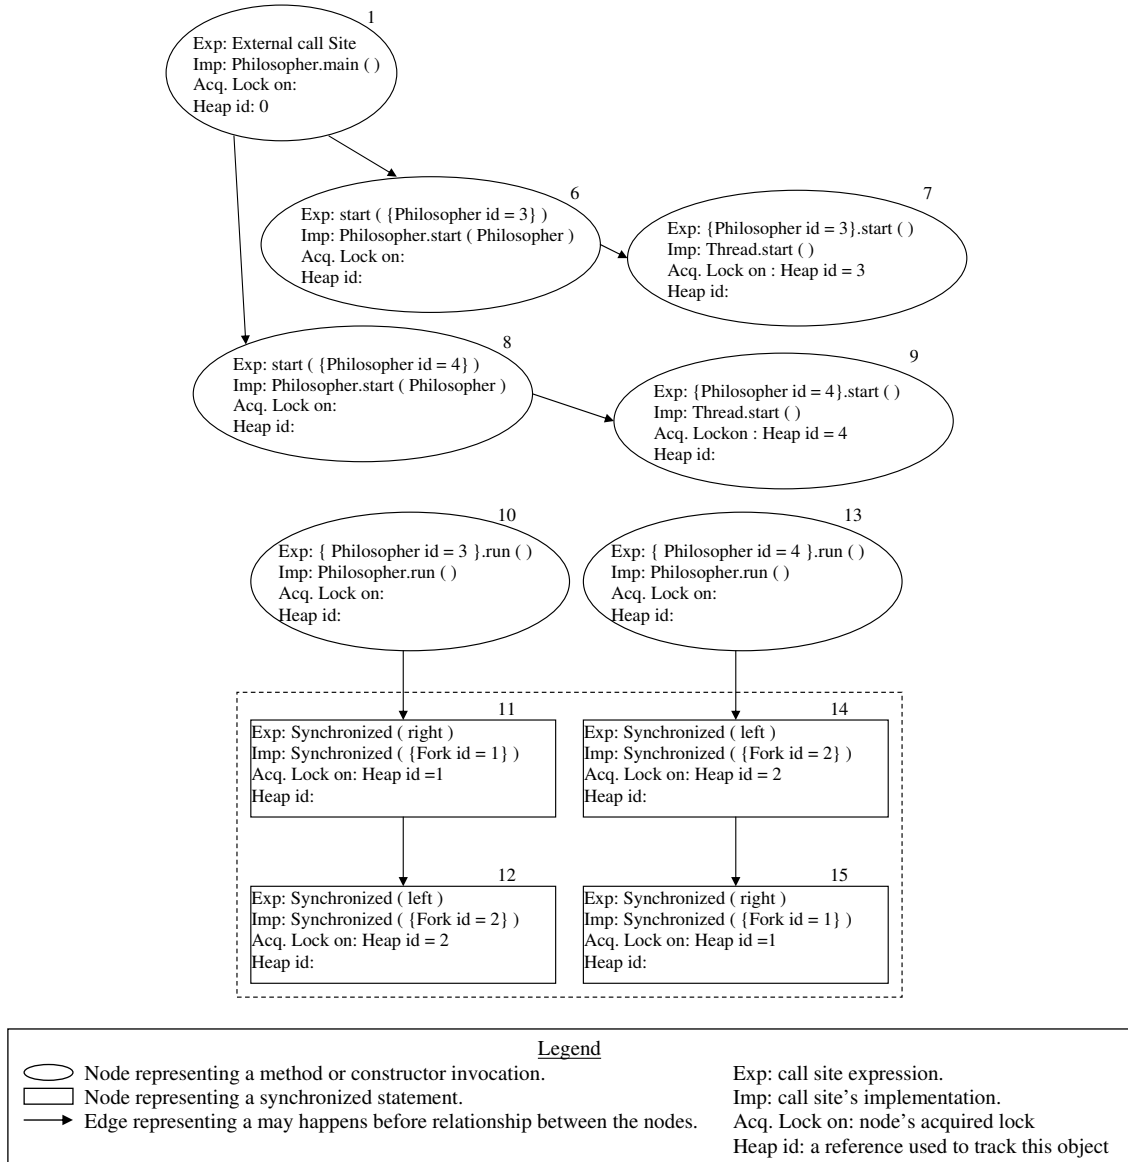 1
Exp: External call Site
Imp: Philosopher.main ( )
Acq. Lock on:
Heap id: 0
6
Exp: start ( {Philosopher id = 3} )
Imp: Philosopher.start ( Philosopher )
Acq. Lock on:
Heap id:
7
Exp: {Philosopher id = 3}.start ( )
Imp: Thread.start ( )
Acq. Lock on : Heap id = 3
Heap id:
8
Exp: start ( {Philosopher id = 4} )
Imp: Philosopher.start ( Philosopher )
Acq. Lock on:
Heap id:
9
Exp: {Philosopher id = 4}.start ( )
Imp: Thread.start ( )
Acq. Lockon : Heap id = 4
Heap id:
10
Exp: { Philosopher id = 3 }.run ( )
Imp: Philosopher.run ( )
Acq. Lock on:
Heap id:
13
Exp: { Philosopher id = 4 }.run ( )
Imp: Philosopher.run ( )
Acq. Lock on:
Heap id:
11
Exp: Synchronized ( right )
Imp: Synchronized ( {Fork id = 1} )
Acq. Lock on: Heap id =1
Heap id:
14
Exp: Synchronized ( left )
Imp: Synchronized ( {Fork id = 2} )
Acq. Lock on: Heap id = 2
Heap id:
12
Exp: Synchronized ( left )
Imp: Synchronized ( {Fork id = 2} )
Acq. Lock on: Heap id = 2
Heap id:
15
Exp: Synchronized ( right )
Imp: Synchronized ( {Fork id = 1} )
Acq. Lock on: Heap id =1
Heap id:
Legend
Node representing a method or constructor invocation.
Node representing a synchronized statement.
Edge representing a may happens before relationship between the nodes.
Exp: call site expression.
Imp: call site's implementation.
Acq. Lock on: node's acquired lock
Heap id: a reference used to track this object